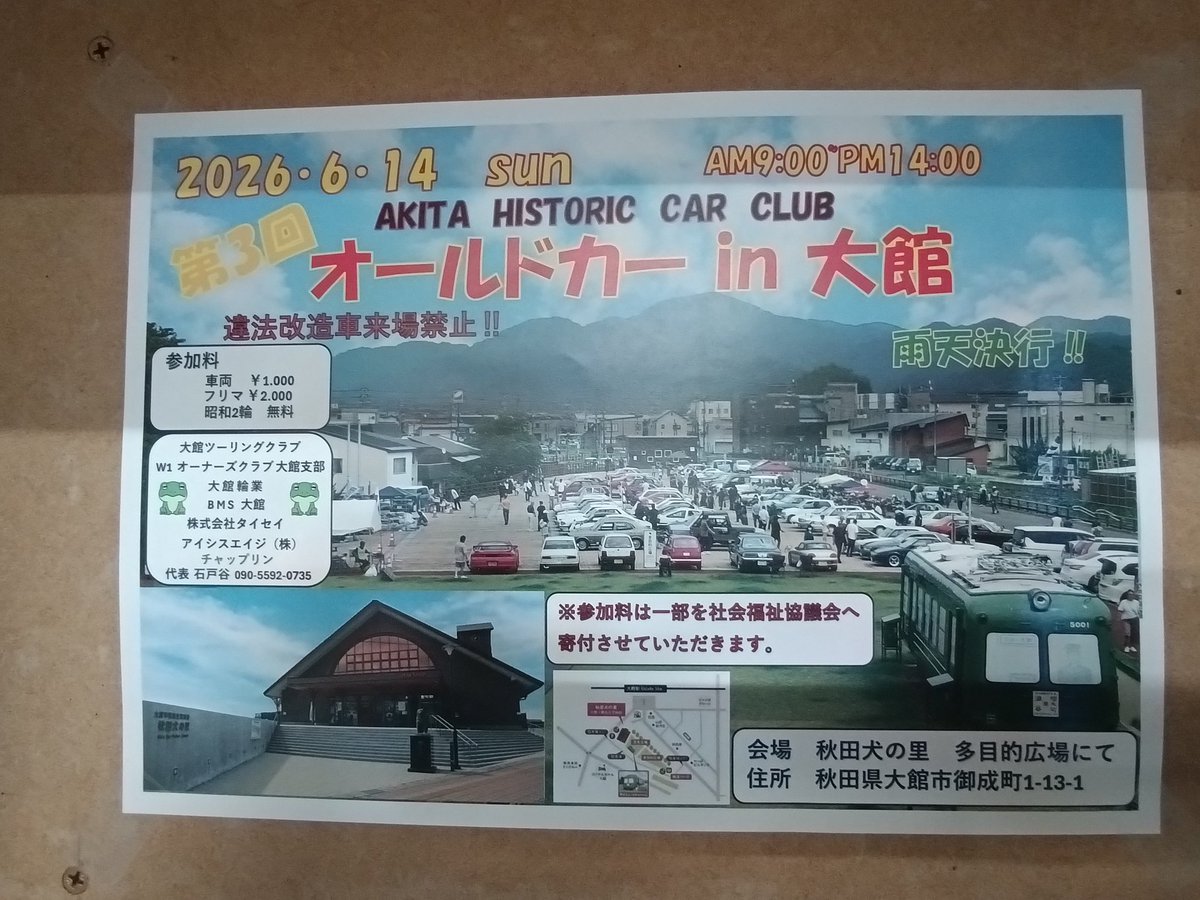 2026・6・14 sun AM9:00~PM14:00
AKITA HISTORIC CAR CLUB
第3回
オールドカー in 大館
違法改造車来場禁止!!
雨天決行!!
参加料
車両 ¥1.000
フリマ ¥2.000
昭和2輪 無料
大館ツーリングクラブ
W1 オーナーズクラブ大館支部
大館輪業
BMS 大館
株式会社タイセイ
アイシスエイジ（株）
チャップリン
代表 石戸谷 090-5592-0735
※参加料は一部を社会福祉協議会へ
寄付させていただきます。
5001
秋田犬の里
会場 秋田犬の里 多目的広場にて
住所 秋田県大館市御成町1-13-1